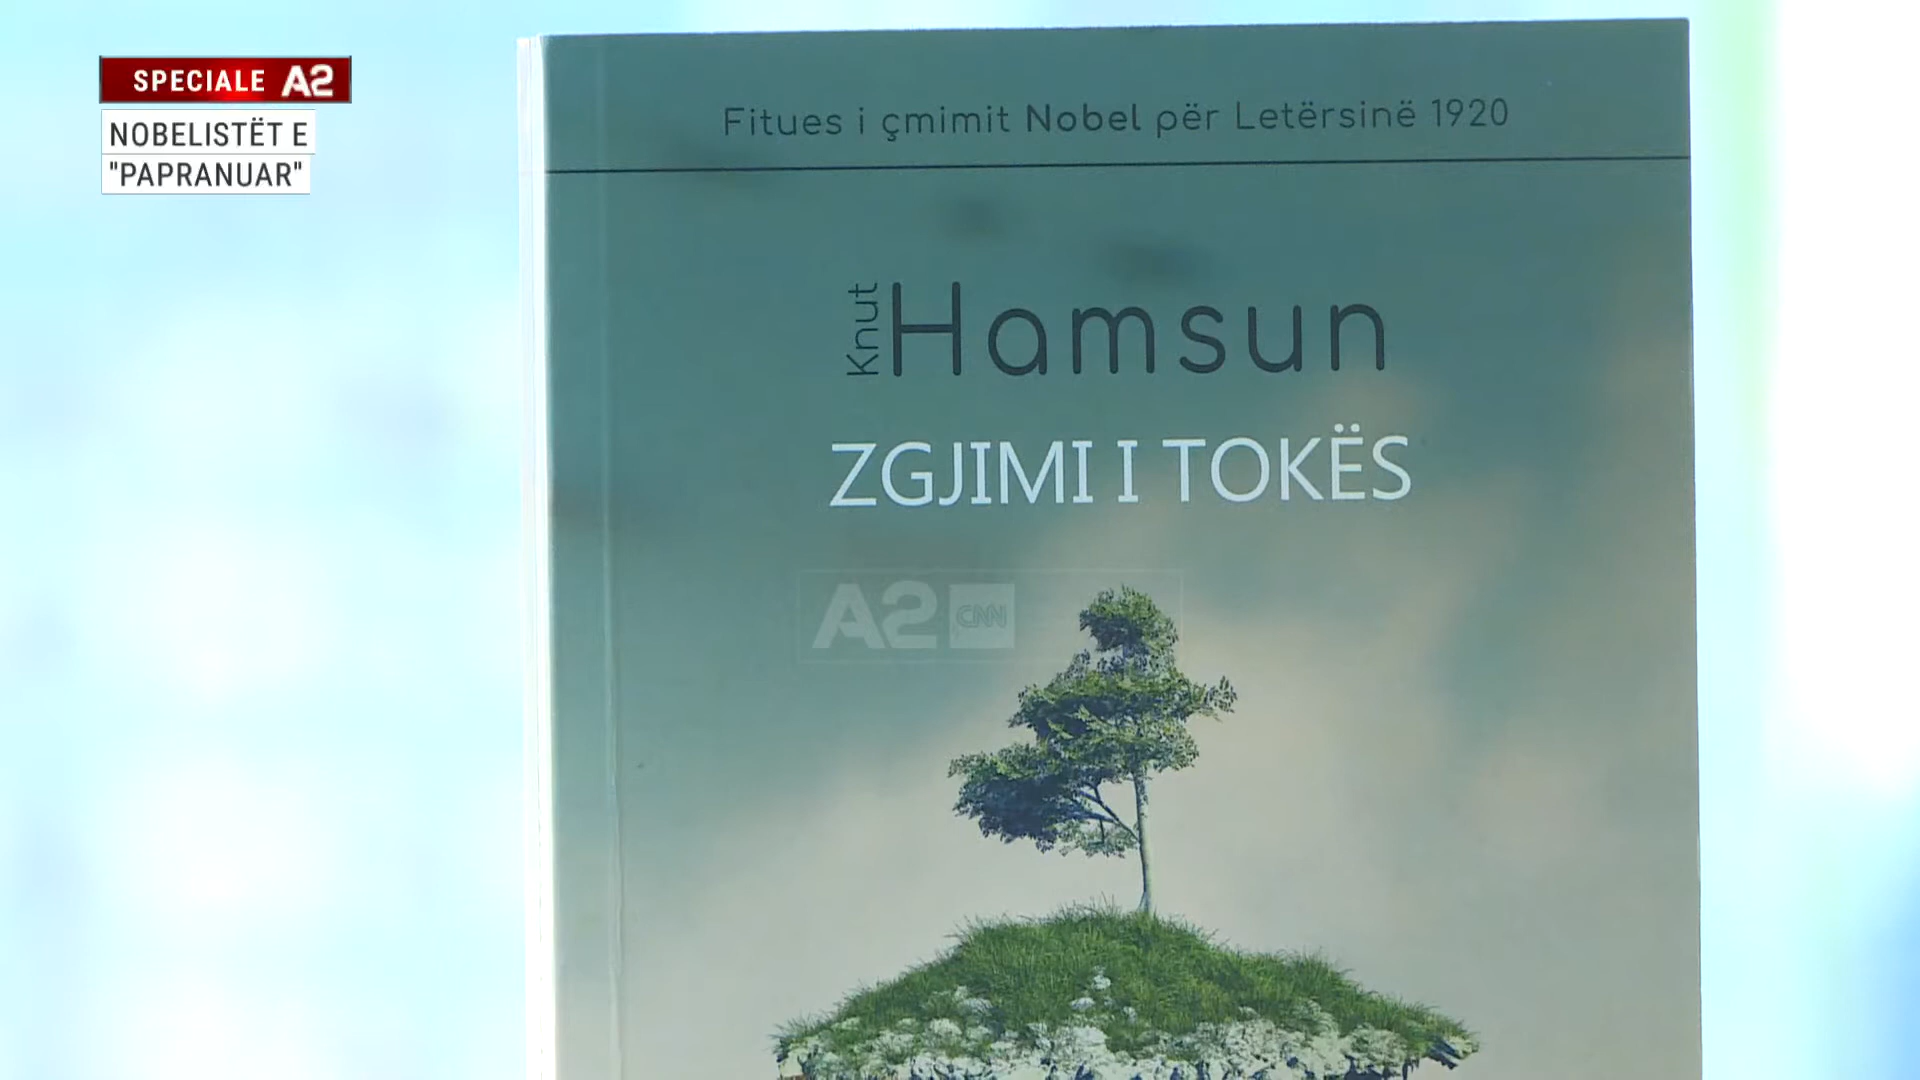 SPECIALE A2
NOBELISTËT E
"PAPRANUAR"
Fitues i çmimit Nobel për Letërsinë 1920
Knut
Hamsun
ZGJIMI I TOKËS
A2 CNN